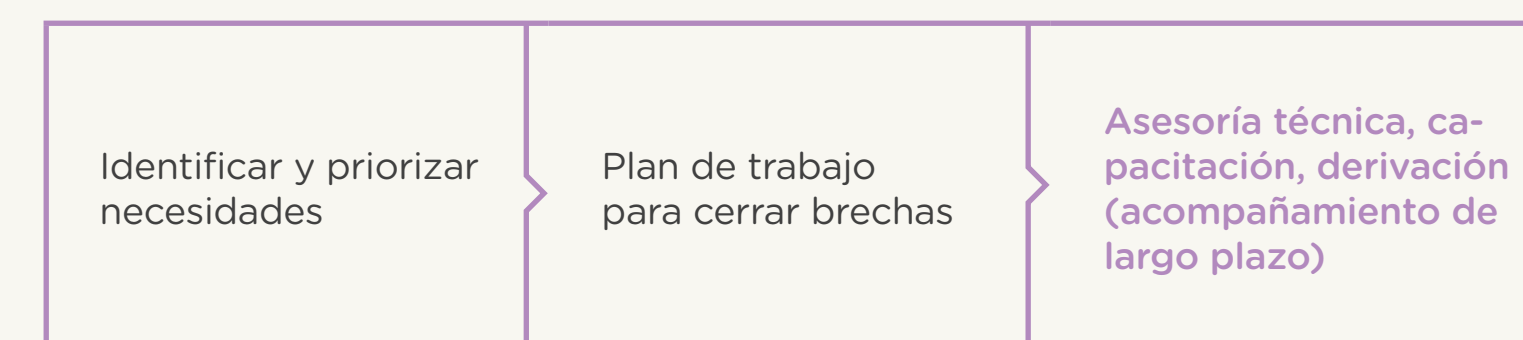 Identificar y priorizar
necesidades
Plan de trabajo
para cerrar brechas
Asesoría técnica, ca-
pacitación, derivación
(acompañamiento de
largo plazo)